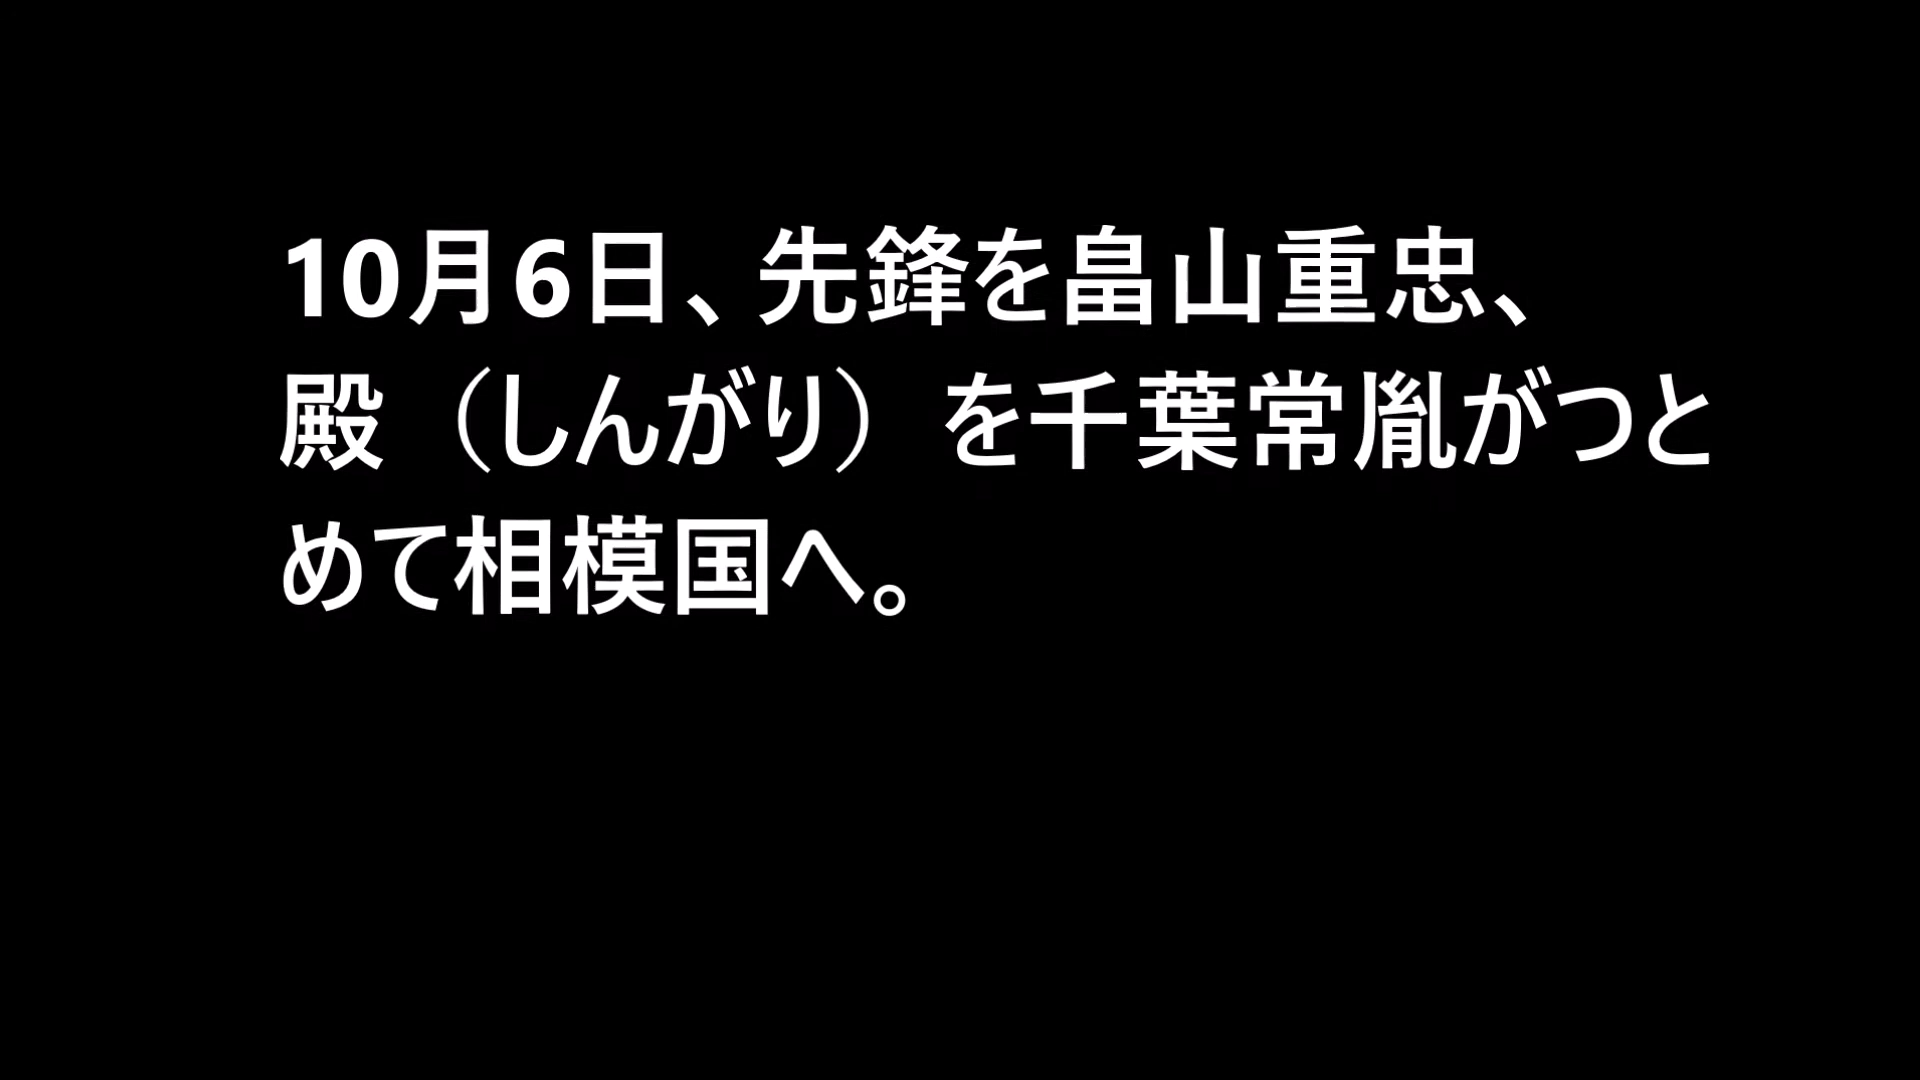 10月6日、先鋒を畠山重忠、
殿（しんがり）を千葉常胤がつと
めて相模国へ。